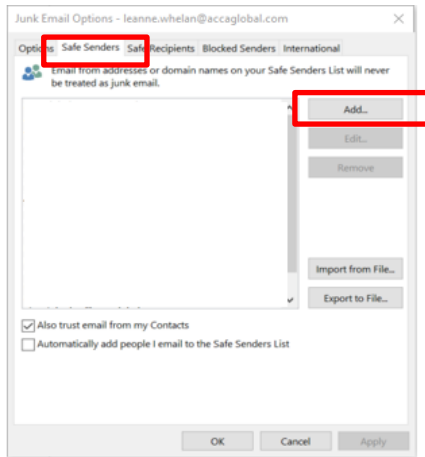 Junk Email Options - leanne.whelan@accaglobal.com
Options Safe Senders Safe Recipients Blocked Senders International
Email from addresses or domain names on your Safe Senders List will never
be treated as junk email.
Add...
Edit...
Remove
Import from File...
Export to File...
Also trust email from my Contacts
Automatically add people I email to the Safe Senders List
OK Cancel Apply